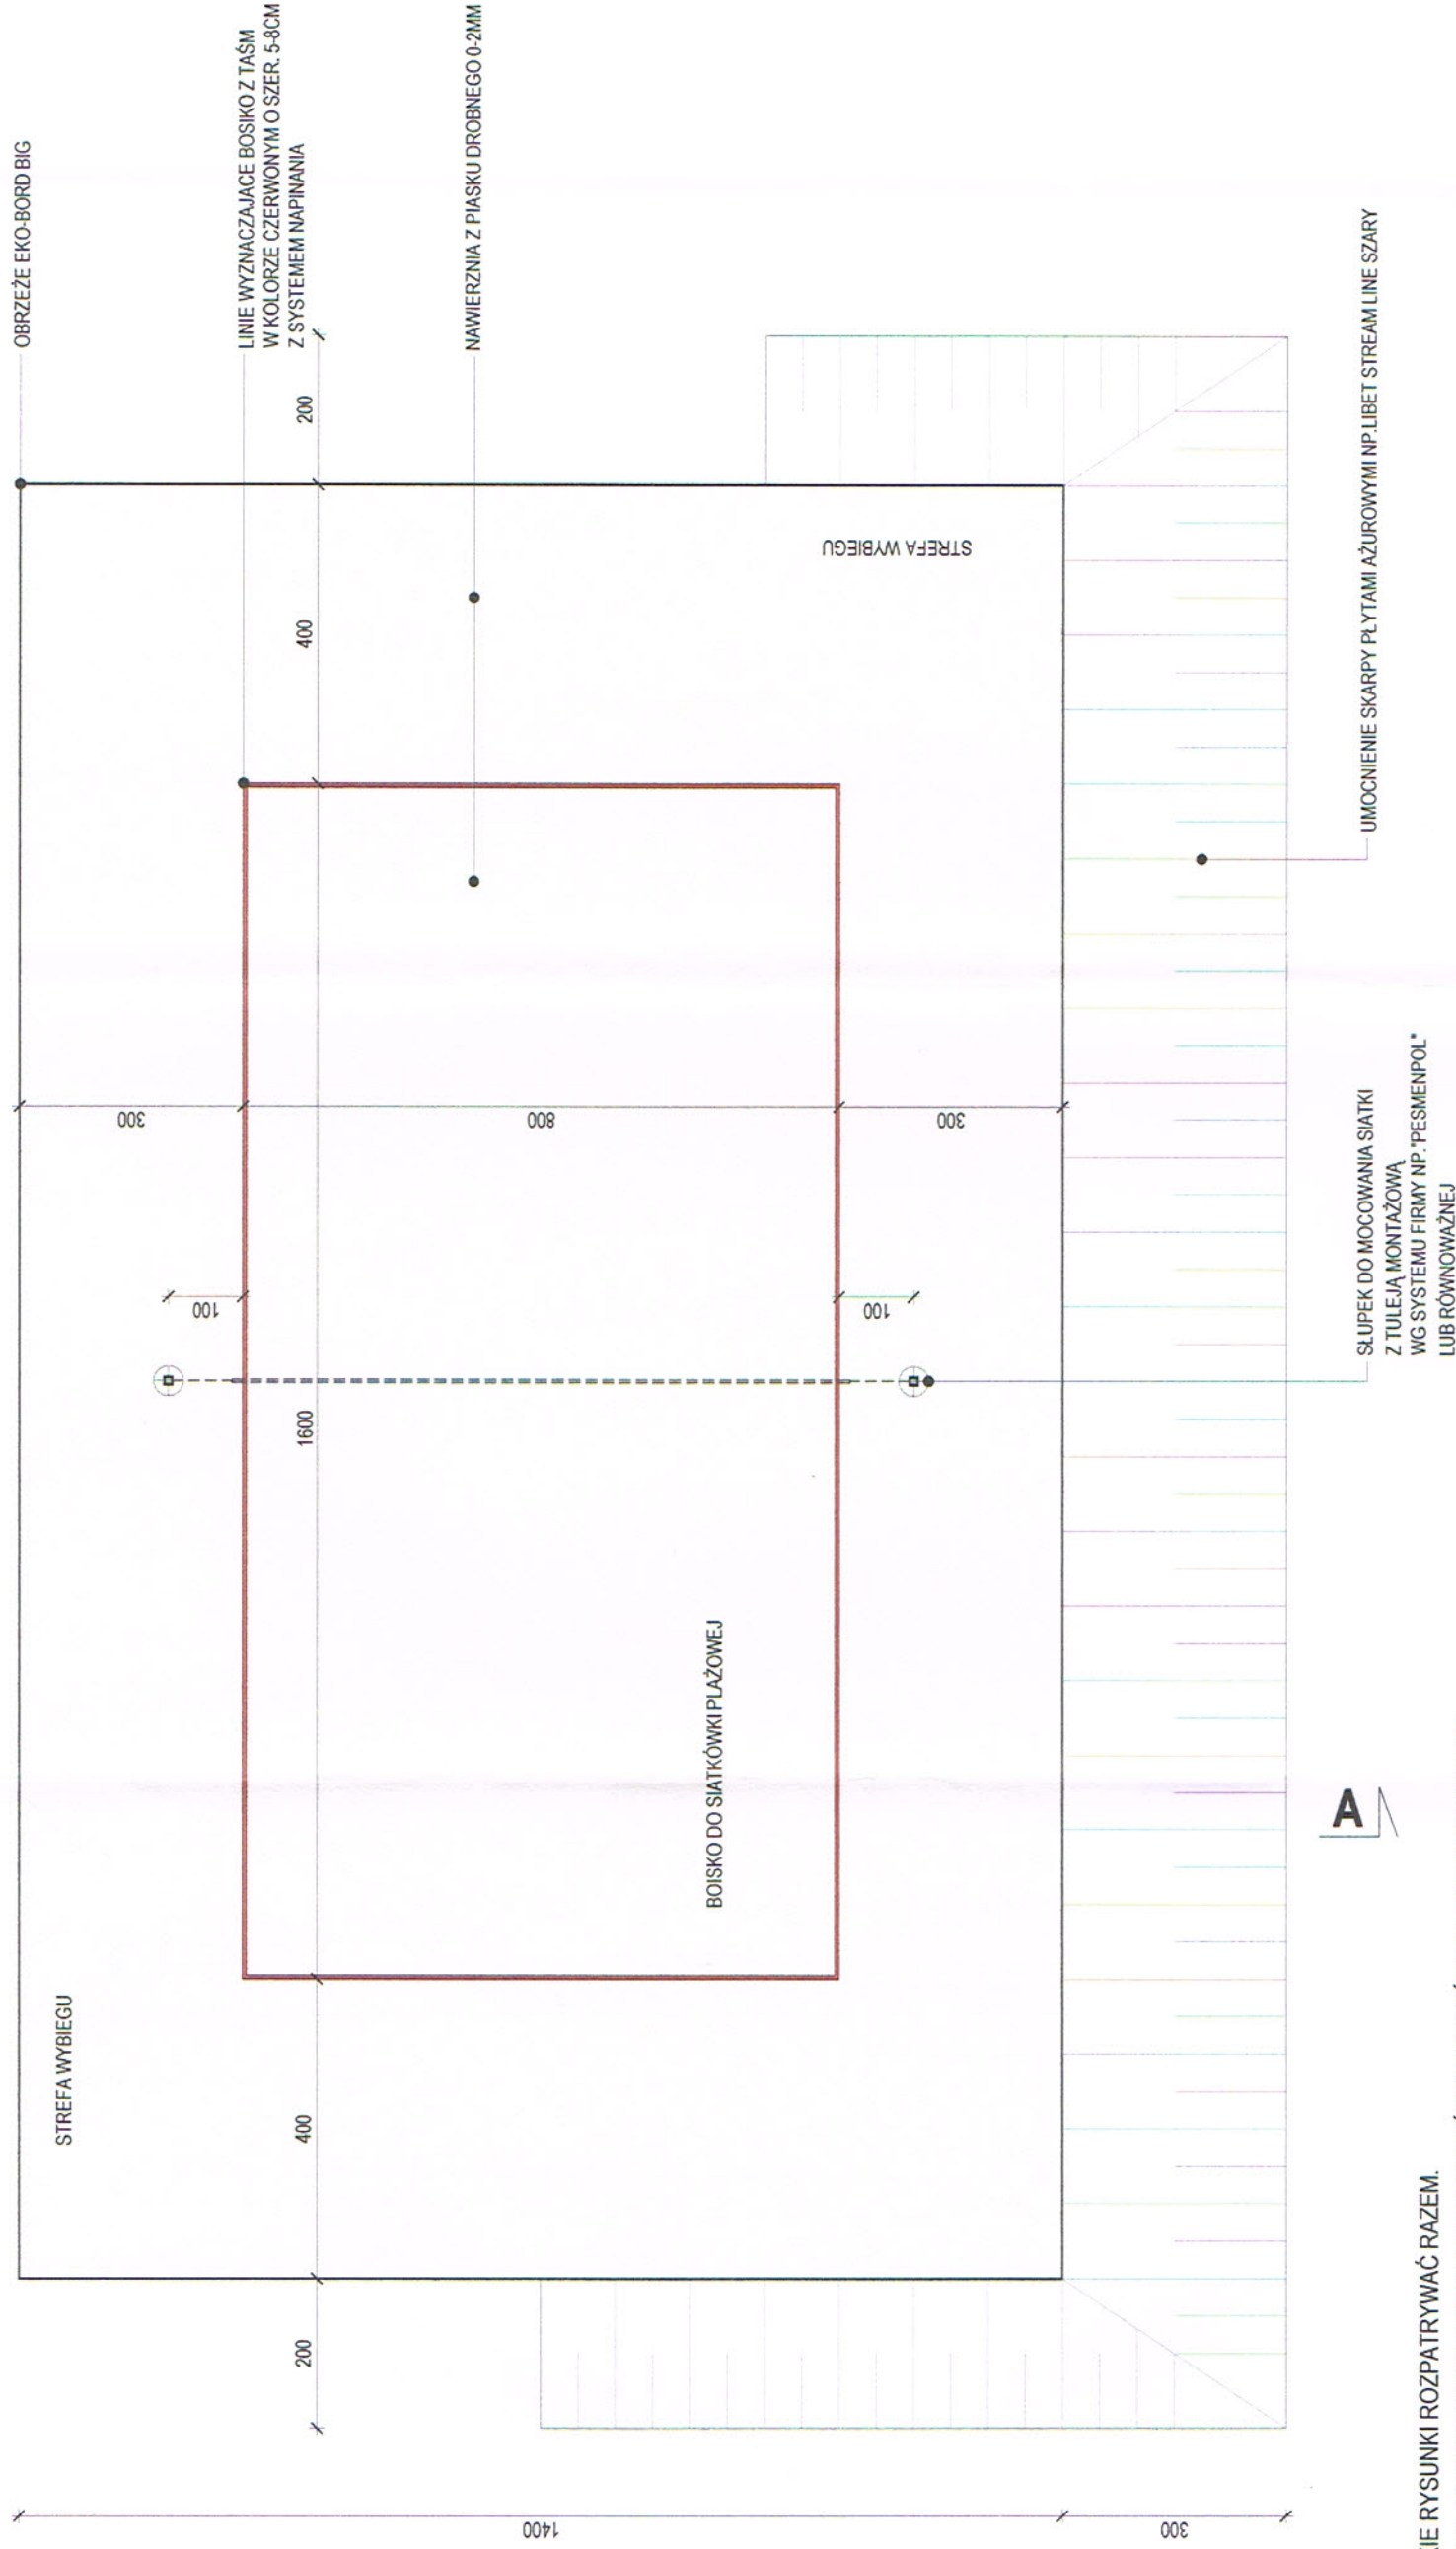 OBRZEŻE EKO-BORD BIG
LINIE WYZNACZAJACE BOSIKO Z TAŚM
W KOLORZE CZERWONYM O SZER. 5-8CM
Z SYSTEMEM NAPINANIA
NAWIERZNIA Z PIASKU DROBNEGO 0-2MM
STREFA WYBIEGU
STREFA WYBIEGU
BOISKO DO SIATKÓWKI PLAŻOWEJ
200
400
1600
400
200
300
800
300
100
100
1400
300
UMOCNIENIE SKARPY PŁYTAMI AŻUROWYMI NP.LIBET STREAM LINE SZARY
SŁUPEK DO MOCOWANIA SIATKI
Z TULEJĄ MONTAŻOWĄ
WG SYSTEMU FIRMY NP."PESMENPOL"
LUB RÓWNOWAŻNEJ
A
IE RYSUNKI ROZPATRYWAĆ RAZEM.